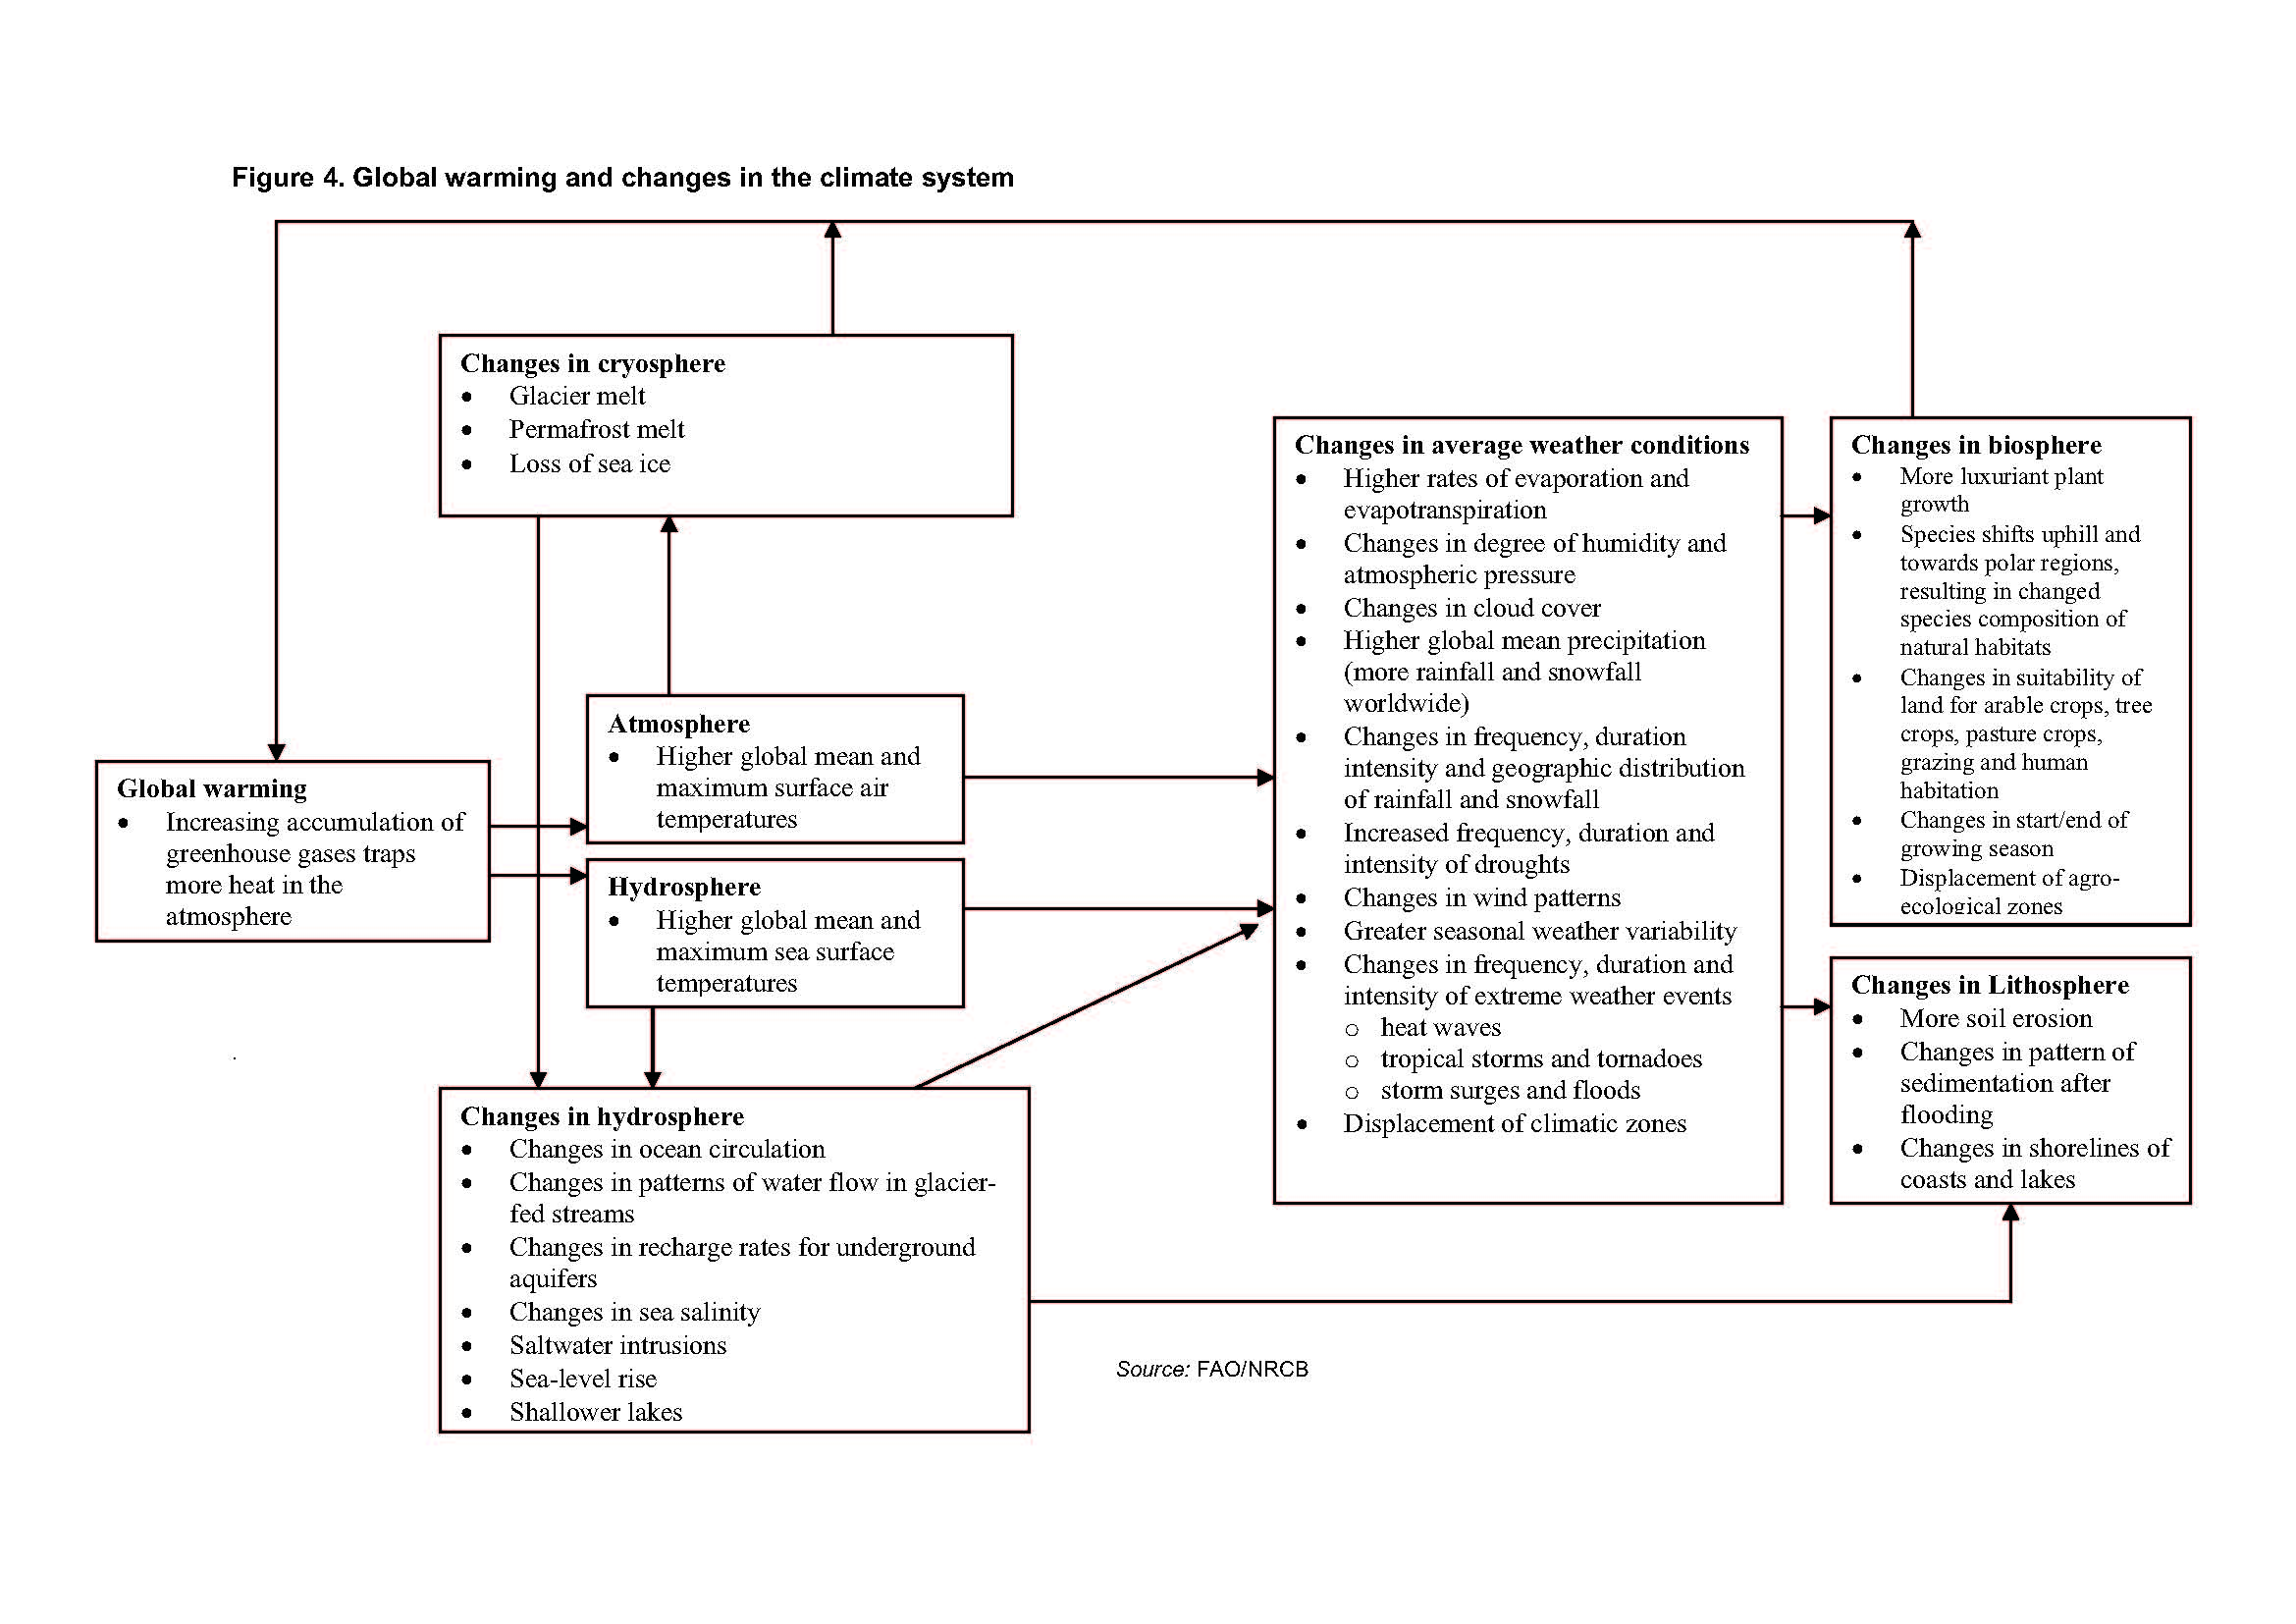 Figure 4. Global warming and changes in the climate system
Changes in cryosphere
• Glacier melt
• Permafrost melt
• Loss of sea ice
Atmosphere
• Higher global mean and
maximum surface air
temperatures
Global warming
• Increasing accumulation of
greenhouse gases traps
more heat in the
atmosphere
Hydrosphere
• Higher global mean and
maximum sea surface
temperatures
Changes in hydrosphere
• Changes in ocean circulation
• Changes in patterns of water flow in glacier-
fed streams
• Changes in recharge rates for underground
aquifers
• Changes in sea salinity
• Saltwater intrusions
• Sea-level rise
• Shallower lakes
Changes in average weather conditions
• Higher rates of evaporation and
evapotranspiration
• Changes in degree of humidity and
atmospheric pressure
• Changes in cloud cover
• Higher global mean precipitation
(more rainfall and snowfall
worldwide)
• Changes in frequency, duration
intensity and geographic distribution
of rainfall and snowfall
• Increased frequency, duration and
intensity of droughts
• Changes in wind patterns
• Greater seasonal weather variability
• Changes in frequency, duration and
intensity of extreme weather events
o heat waves
o tropical storms and tornadoes
o storm surges and floods
• Displacement of climatic zones
Changes in biosphere
• More luxuriant plant
growth
• Species shifts uphill and
towards polar regions,
resulting in changed
species composition of
natural habitats
• Changes in suitability of
land for arable crops, tree
crops, pasture crops,
grazing and human
habitation
• Changes in start/end of
growing season
• Displacement of agro-
ecological zones
Changes in Lithosphere
• More soil erosion
• Changes in pattern of
sedimentation after
flooding
• Changes in shorelines of
coasts and lakes
Source: FAO/NRCB